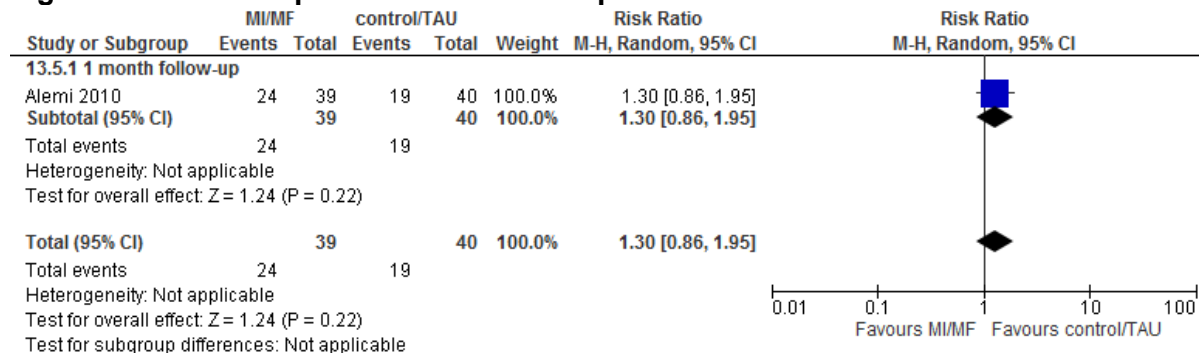 MI/MF control/TAU Risk Ratio Risk Ratio
Study or Subgroup Events Total Events Total Weight M-H, Random, 95% CI M-H, Random, 95% CI
13.5.1 1 month follow-up
Alemi 2010 24 39 19 40 100.0% 1.30 [0.86, 1.95]
Subtotal (95% CI) 39 40 100.0% 1.30 [0.86, 1.95]
Total events 24 19
Heterogeneity: Not applicable
Test for overall effect: Z = 1.24 (P = 0.22)
Total (95% CI) 39 40 100.0% 1.30 [0.86, 1.95]
Total events 24 19
Heterogeneity: Not applicable
Test for overall effect: Z = 1.24 (P = 0.22)
Test for subgroup differences: Not applicable
0.01 0.1 1 10 100
Favours MI/MF Favours control/TAU